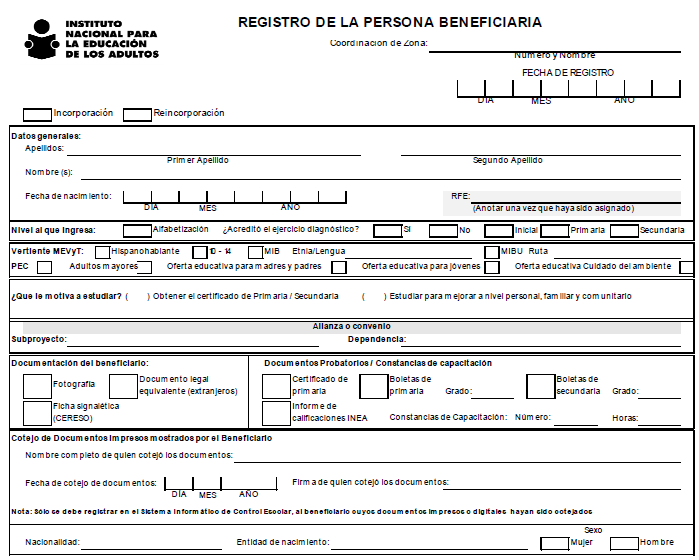 INSTITUTO
NACIONAL PARA
LA EDUCACIÓN
DE LOS ADULTOS
REGISTRO DE LA PERSONA BENEFICIARIA
Coordinación de Zona:
Número y Nombre
FECHA DE REGISTRO
DÍA MES AÑO
Incorporación Reincorporación
Datos generales:
Apellidos:
Primer Apellido Segundo Apellido
Nombre (s):
Fecha de nacimiento: RFE:
DÍA MES AÑO (Anotar una vez que haya sido asignado)
Nivel al que ingresa: Alfabetización ¿Acreditó el ejercicio diagnóstico? Sí No Inicial Primaria Secundaria
Vertiente MEVyT: Hispanohablante 10 - 14 MIB Etnia/Lengua MIBU Ruta
PEC Adultos mayores Oferta educativa para madres y padres Oferta educativa para jóvenes Oferta educativa Cuidado del ambiente
¿Que le motiva a estudiar? ( ) Obtener el certificado de Primaria / Secundaria ( ) Estudiar para mejorar a nivel personal, familiar y comunitario
Alianza o convenio
Subproyecto: Dependencia:
Documentación del beneficiario: Documentos Probatorios / Constancias de capacitación
Fotografía Documento legal equivalente (extranjeros) Certificado de primaria Boletas de primaria Grado: Boletas de secundaria Grado:
Ficha signalética (CERESO) Informe de calificaciones INEA Constancias de Capacitación: Número: Horas:
Cotejo de Documentos impresos mostrados por el Beneficiario
Nombre completo de quien cotejó los documentos:
Fecha de cotejo de documentos: Firma de quien cotejó los documentos:
DÍA MES AÑO
Nota: Sólo se debe registrar en el Sistema Informático de Control Escolar, al beneficiario cuyos documentos impresos o digitales hayan sido cotejados
Sexo
Nacionalidad: Entidad de nacimiento: Mujer Hombre